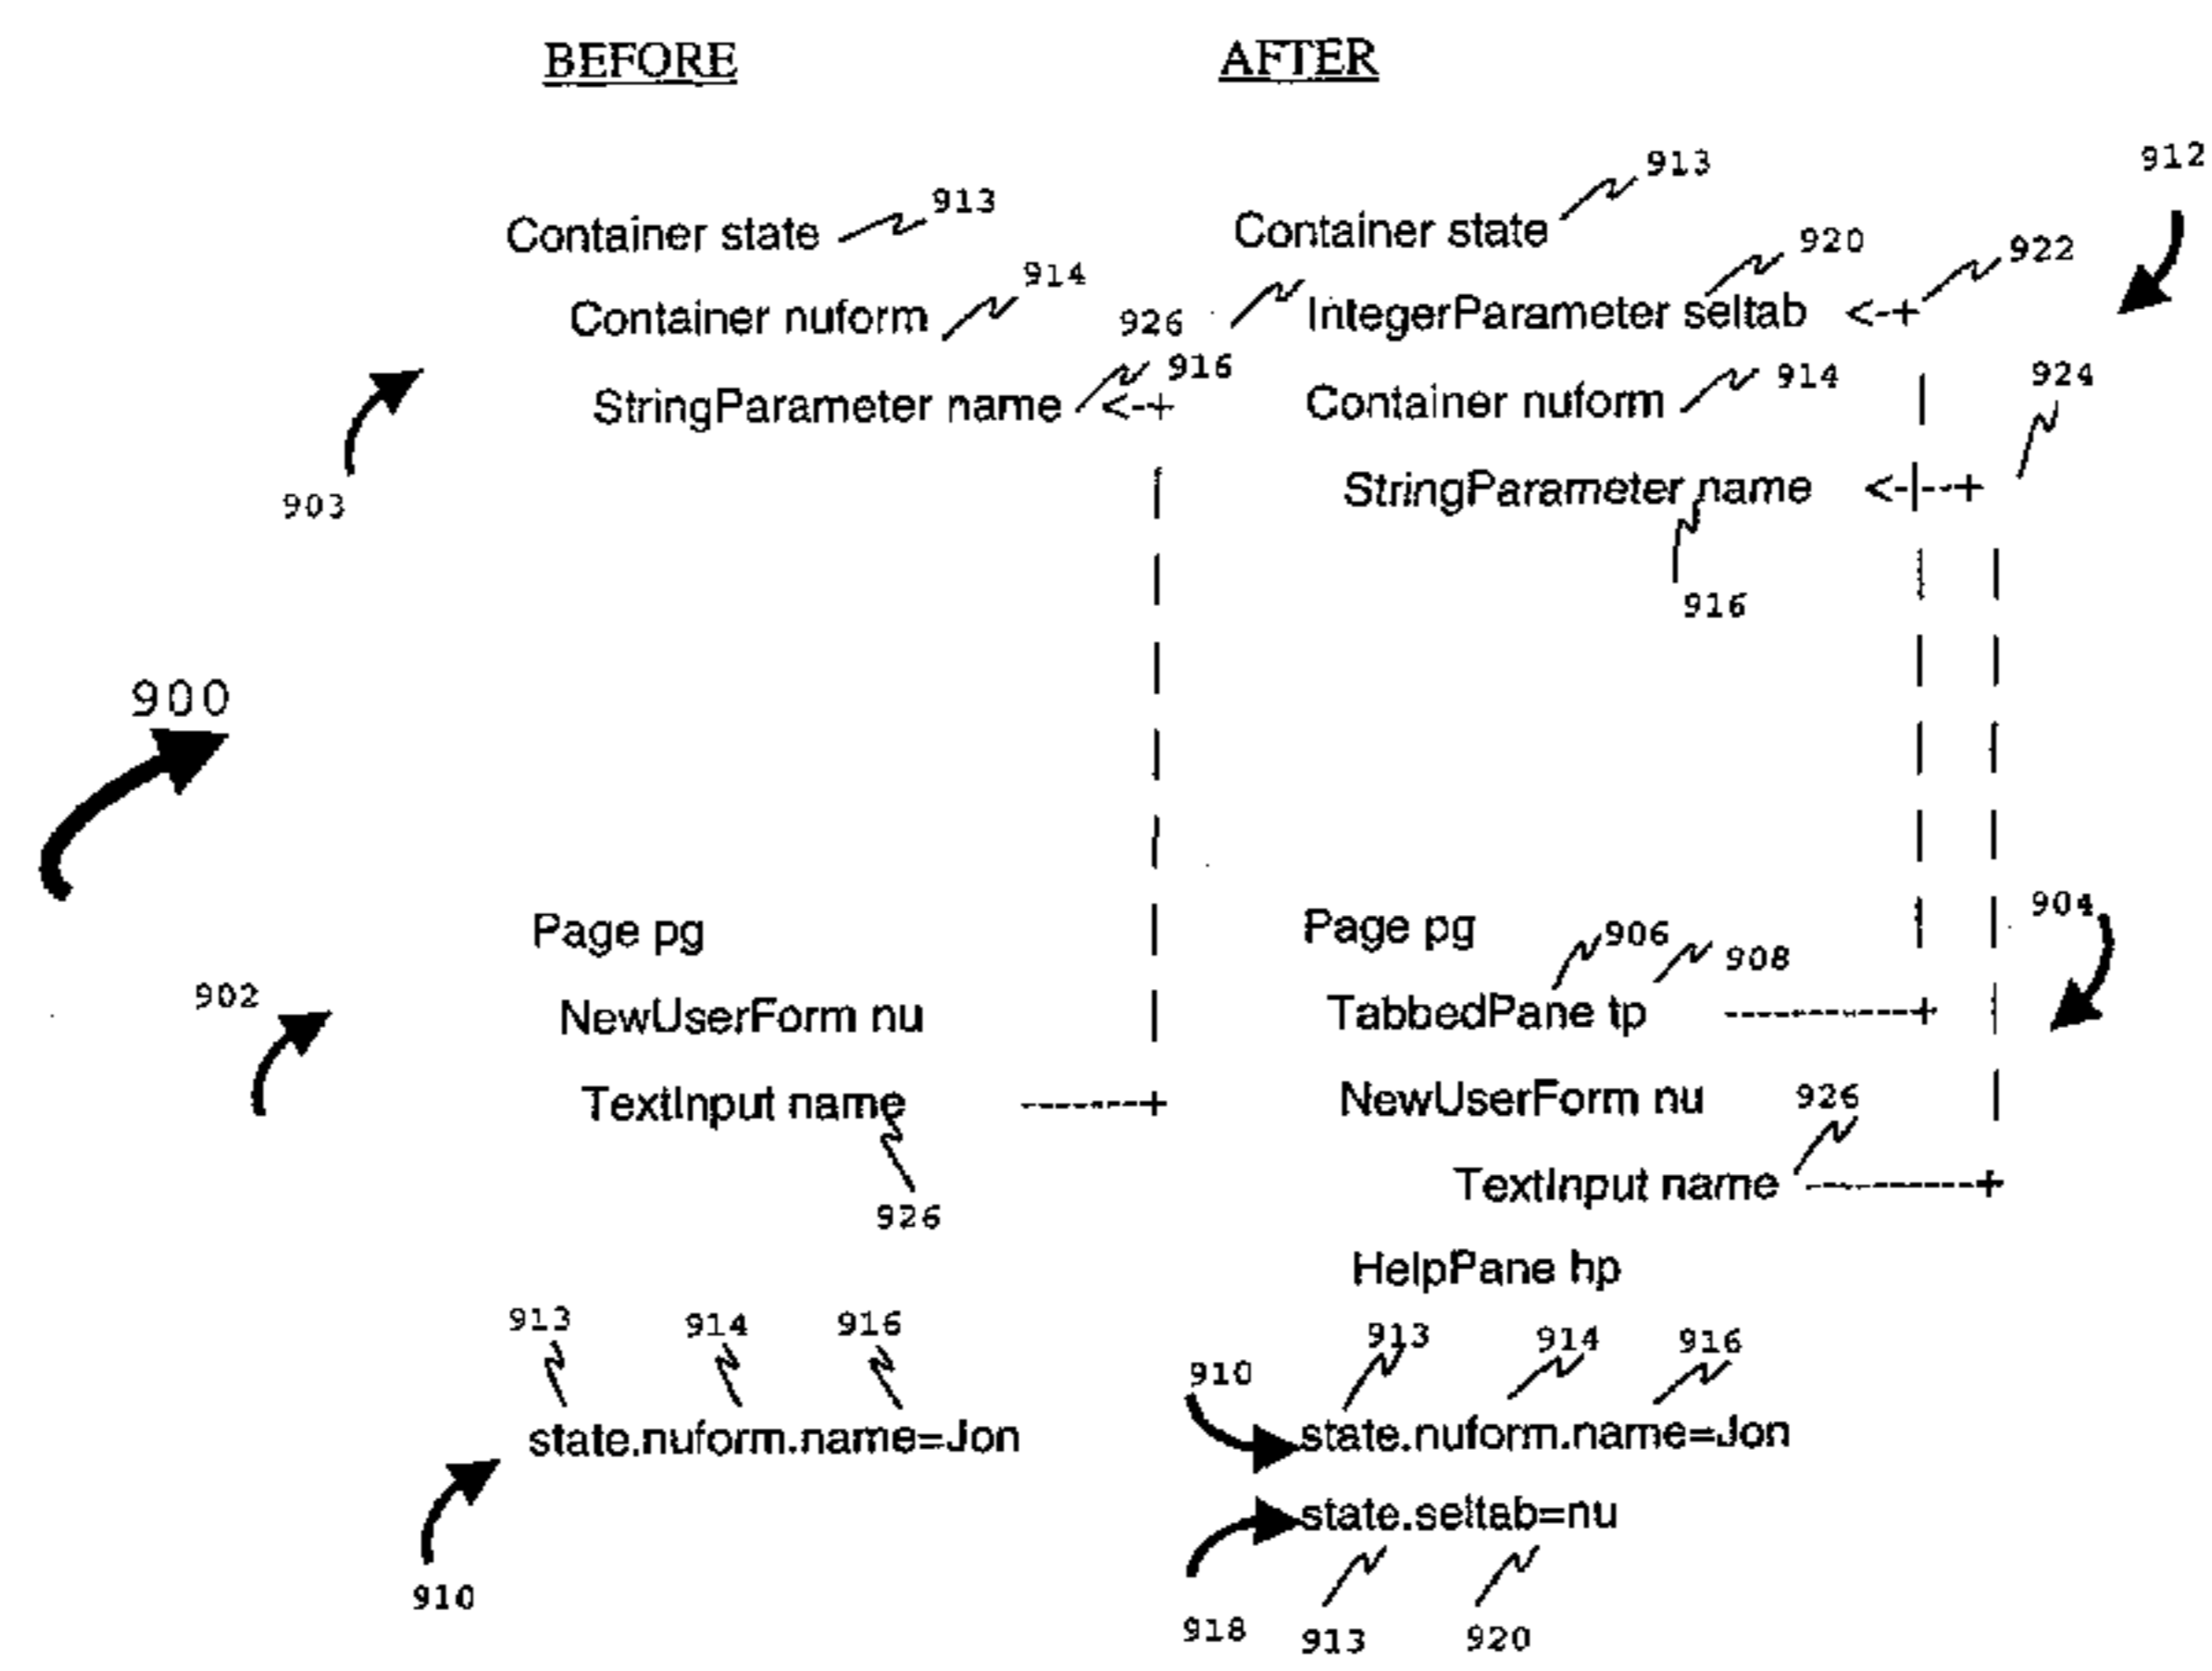 BEFORE
AFTER
Container state
913
Container nuform
914
StringParameter name
916
<-+
903
900
902
Page pg
NewUserForm nu
TextInput name
--------+
926
913 914 916
state.nuform.name=Jon
910
Container state
913
912
926
IntegerParameter seltab
920
<-+
922
Container nuform
914
924
StringParameter name
<-|--+
916
Page pg
906
908
904
TabbedPane tp
------------+
NewUserForm nu
926
TextInput name
-----------+
HelpPane hp
913 914 916
910
state.nuform.name=Jon
state.seltab=nu
918 913 920